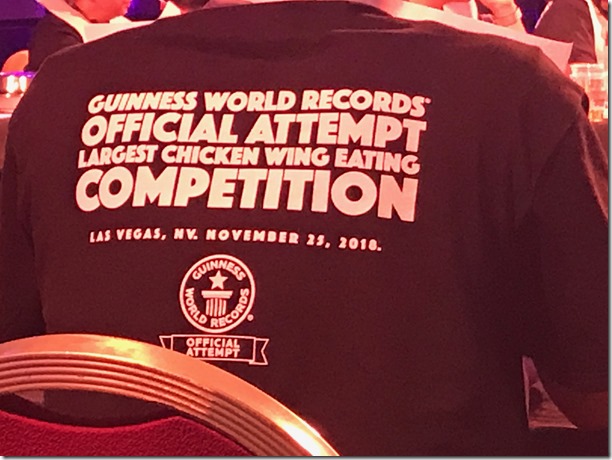 GUINNESS WORLD RECORDS®
OFFICIAL ATTEMPT
LARGEST CHICKEN WING EATING
COMPETITION
LAS VEGAS, NV. NOVEMBER 25, 2018.
GUINNESS
WORLD RECORDS
OFFICIAL
ATTEMPT